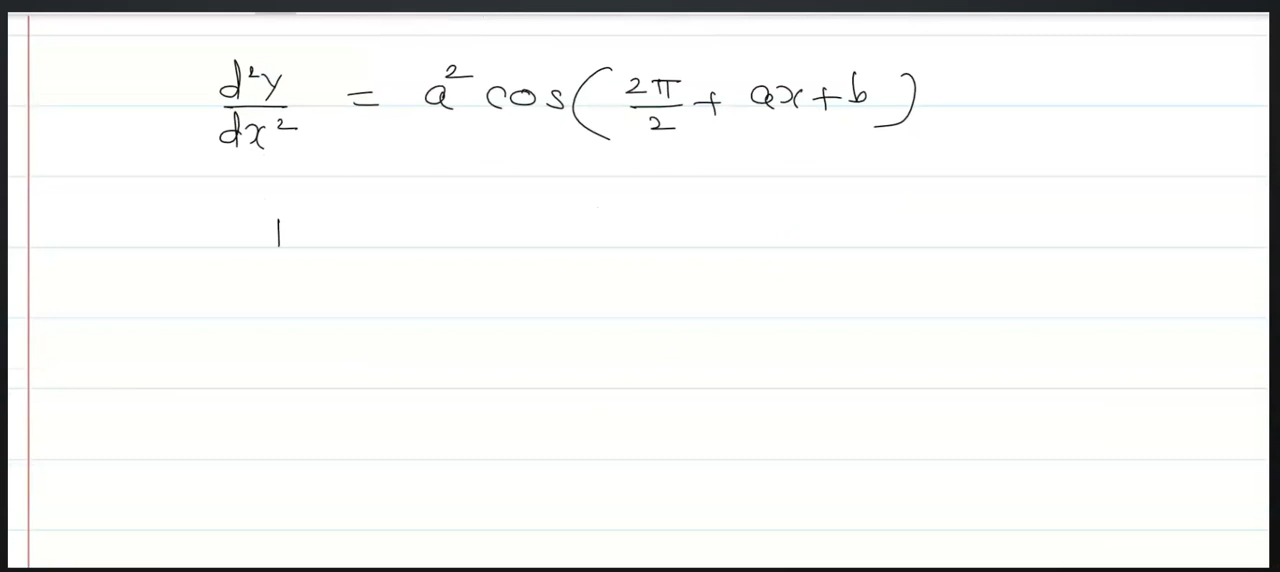 d²y/dx² = a² cos(2π/2 + ax + b)
|